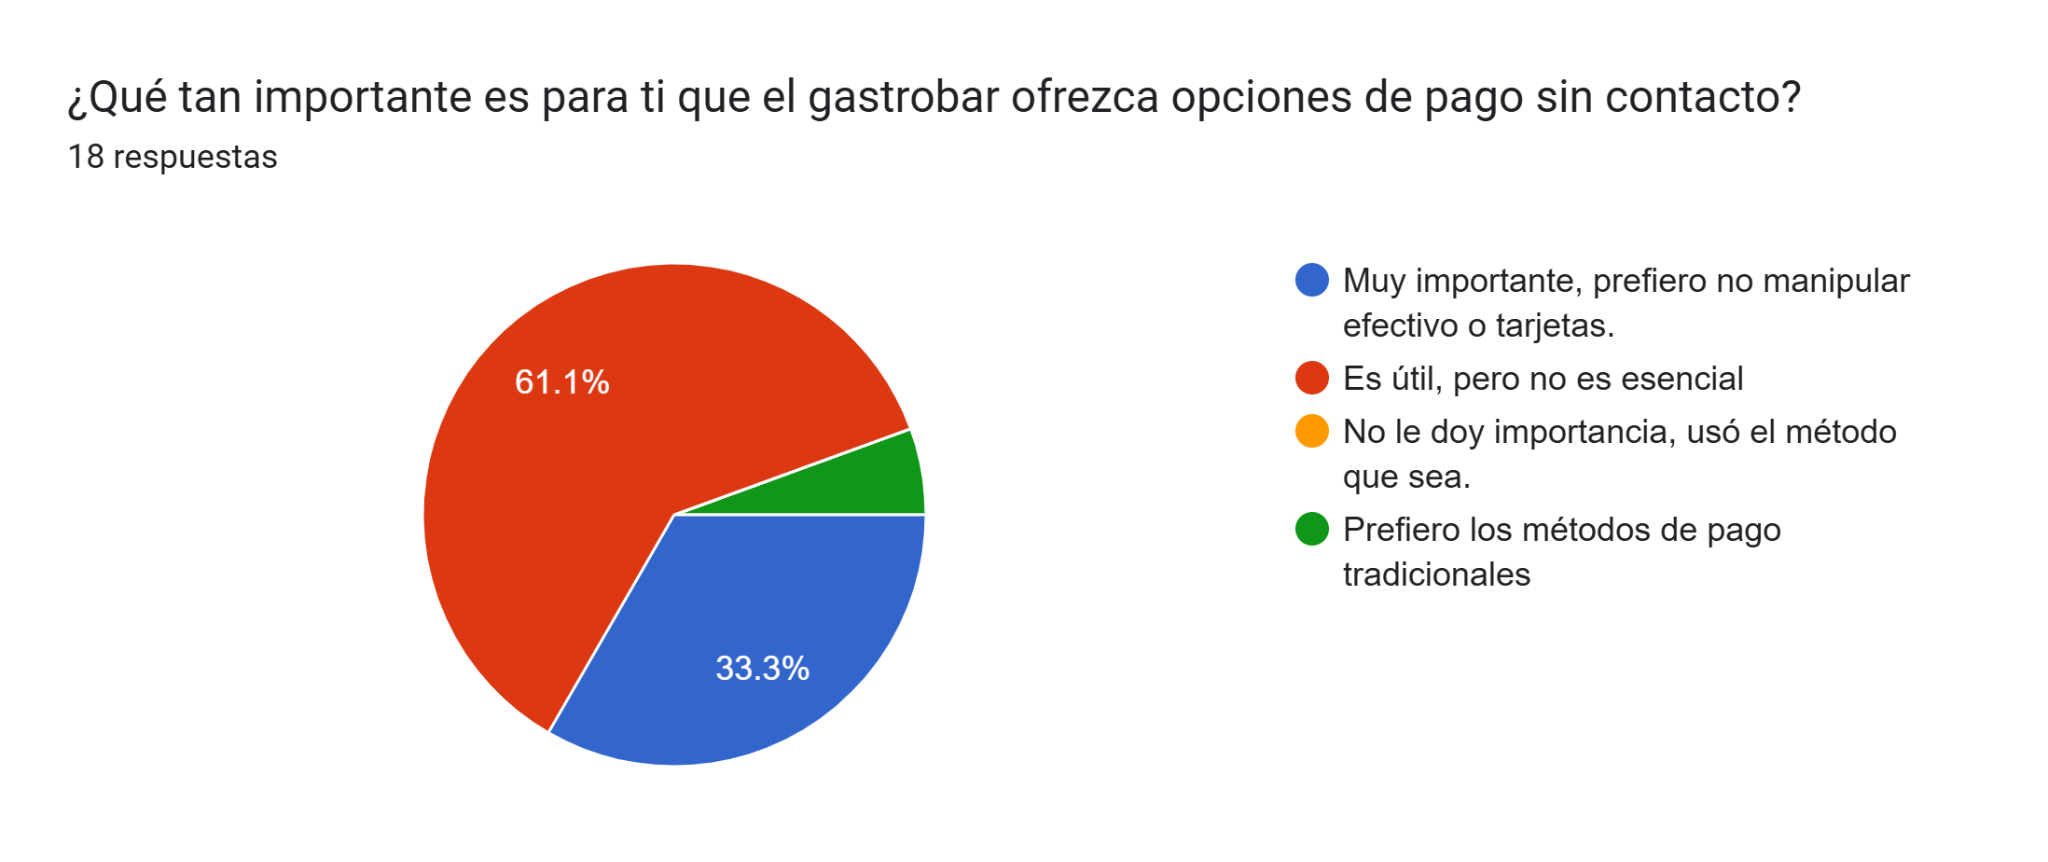 ¿Qué tan importante es para ti que el gastrobar ofrezca opciones de pago sin contacto?
18 respuestas
61.1%
33.3%
Muy importante, prefiero no manipular
efectivo o tarjetas.
Es útil, pero no es esencial
No le doy importancia, usó el método
que sea.
Prefiero los métodos de pago
tradicionales